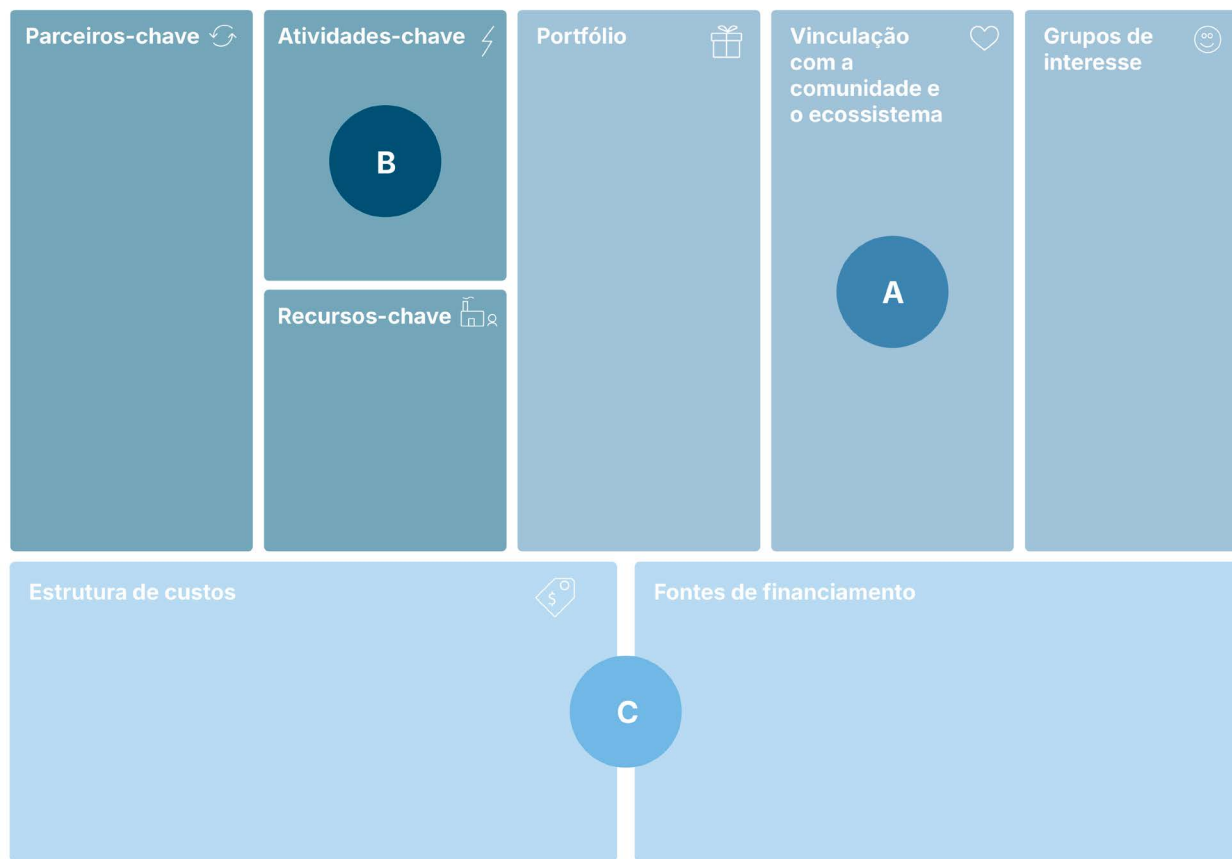 Parceiros-chave
Atividades-chave
B
Recursos-chave
Portfólio
Vinculação
com a
comunidade e
o ecossistema
A
Grupos de
interesse
Estrutura de custos
$
Fontes de financiamento
C